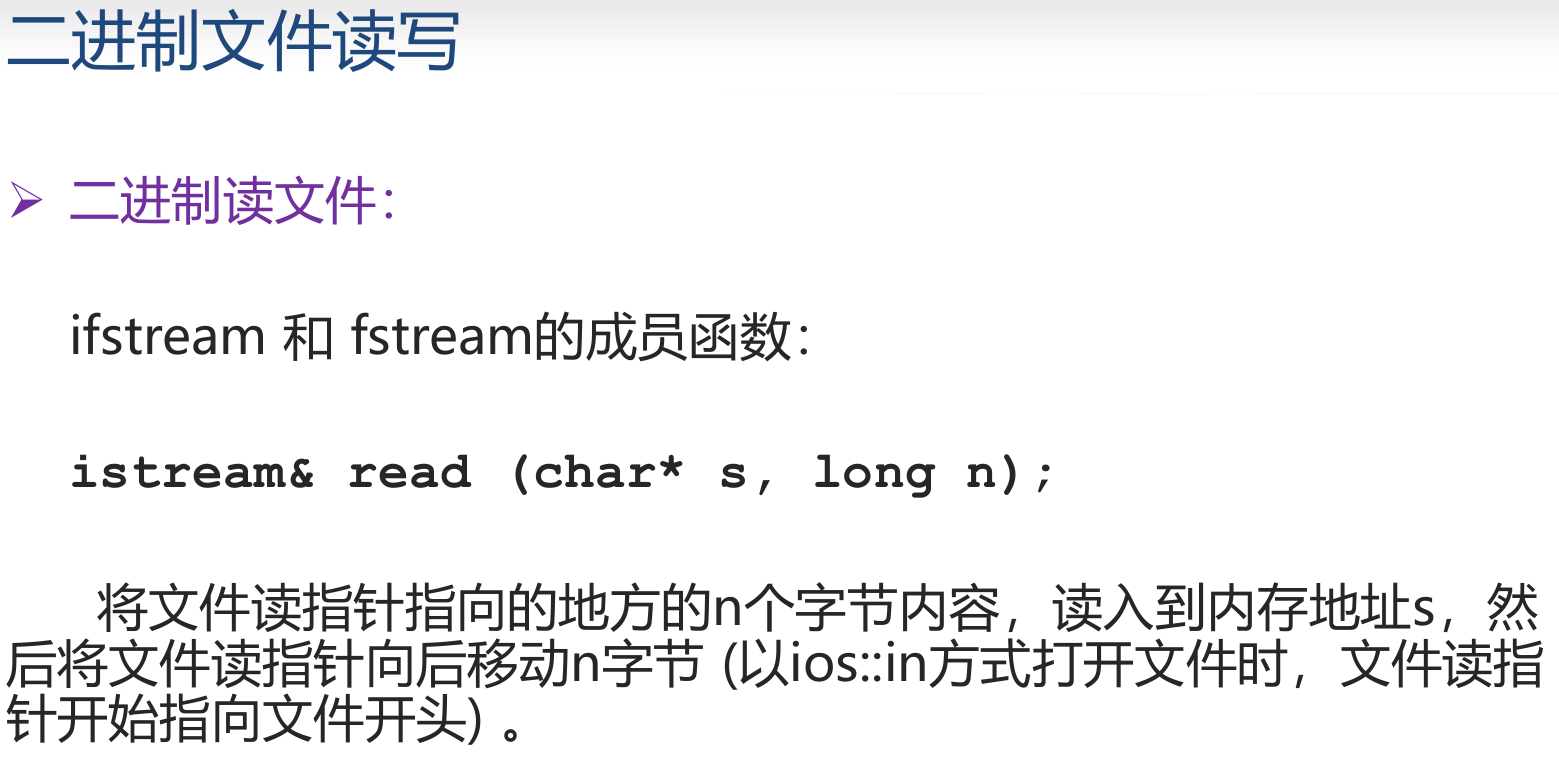 二进制文件读写
二进制读文件：
ifstream 和 fstream的成员函数：
istream& read (char* s, long n);
将文件读指针指向的地方的n个字节内容，读入到内存地址s，然
后将文件读指针向后移动n字节 (以ios::in方式打开文件时，文件读指
针开始指向文件开头) 。